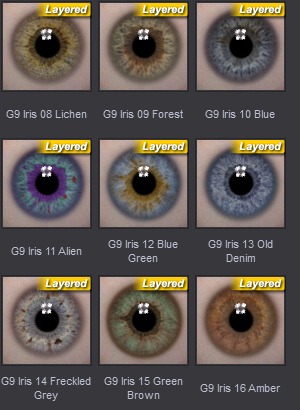 Layered Layered Layered
G9 Iris 08 Lichen G9 Iris 09 Forest G9 Iris 10 Blue
Layered Layered Layered
G9 Iris 11 Alien G9 Iris 12 Blue Green G9 Iris 13 Old Denim
Layered Layered Layered
G9 Iris 14 Freckled Grey G9 Iris 15 Green Brown G9 Iris 16 Amber